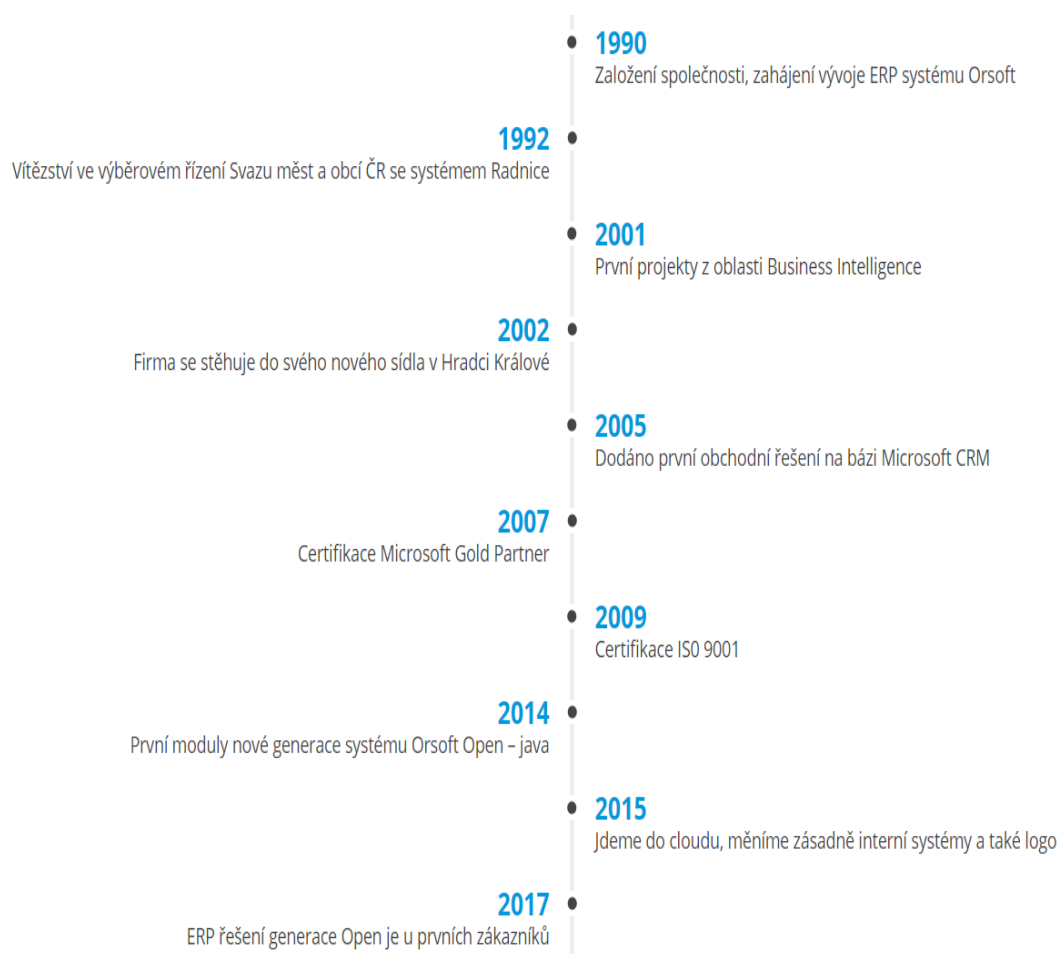 1990
Založení společnosti, zahájení vývoje ERP systému Orsoft
1992
Vítězství ve výběrovém řízení Svazu měst a obcí ČR se systémem Radnice
2001
První projekty z oblasti Business Intelligence
2002
Firma se stěhuje do svého nového sídla v Hradci Králové
2005
Dodáno první obchodní řešení na bázi Microsoft CRM
2007
Certifikace Microsoft Gold Partner
2009
Certifikace IS0 9001
2014
První moduly nové generace systému Orsoft Open – java
2015
Jdeme do cloudu, měníme zásadně interní systémy a také logo
2017
ERP řešení generace Open je u prvních zákazníků